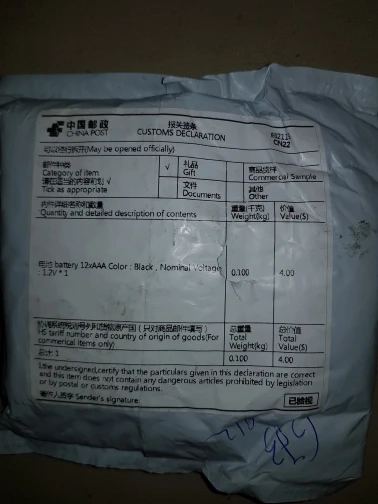 中国邮政
CHINA POST
报关签条
CUSTOMS DECLARATION
CN22
可以径行拆开(May be opened officially)
邮件种类
Category of item
请在适当的内容前划 √
Tick as appropriate
√
礼品
Gift
商品货样
Commercial Sample
文件
Documents
其他
Other
内件详细名称和数量
Quantity and detailed description of contents
重量(千克)
Weight(kg)
价值
Value($)
电池 battery 12xAAA Color : Black , Nominal Voltage
: 1.2V * 1
0.100
4.00
协调系统税则号列和货物原产国 ( 只对商品邮件填写 )
HS tariff number and country of origin of goods(For
commerical items only)
总重量
Total
Weight(kg)
总价值
Total
Value($)
总计: 1
0.100
4.00
I,the undersigned,certify that the particulars given in this declaration are correct
and this item does not contain any dangerous articles prohibited by legislation
or by postal or customs regulations.
寄件人签字 Sender's signature:
已验视